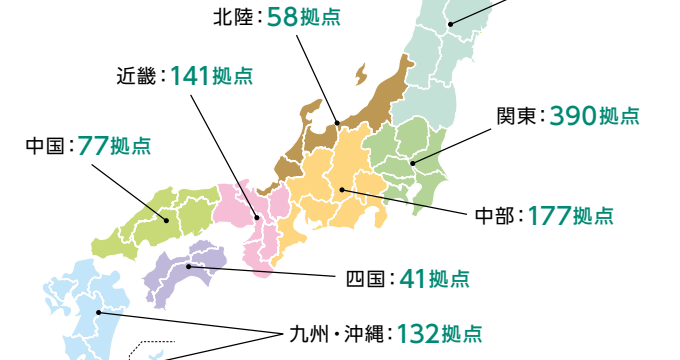 北陸：58拠点
近畿：141拠点
関東：390拠点
中国：77拠点
中部：177拠点
四国：41拠点
九州・沖縄：132拠点